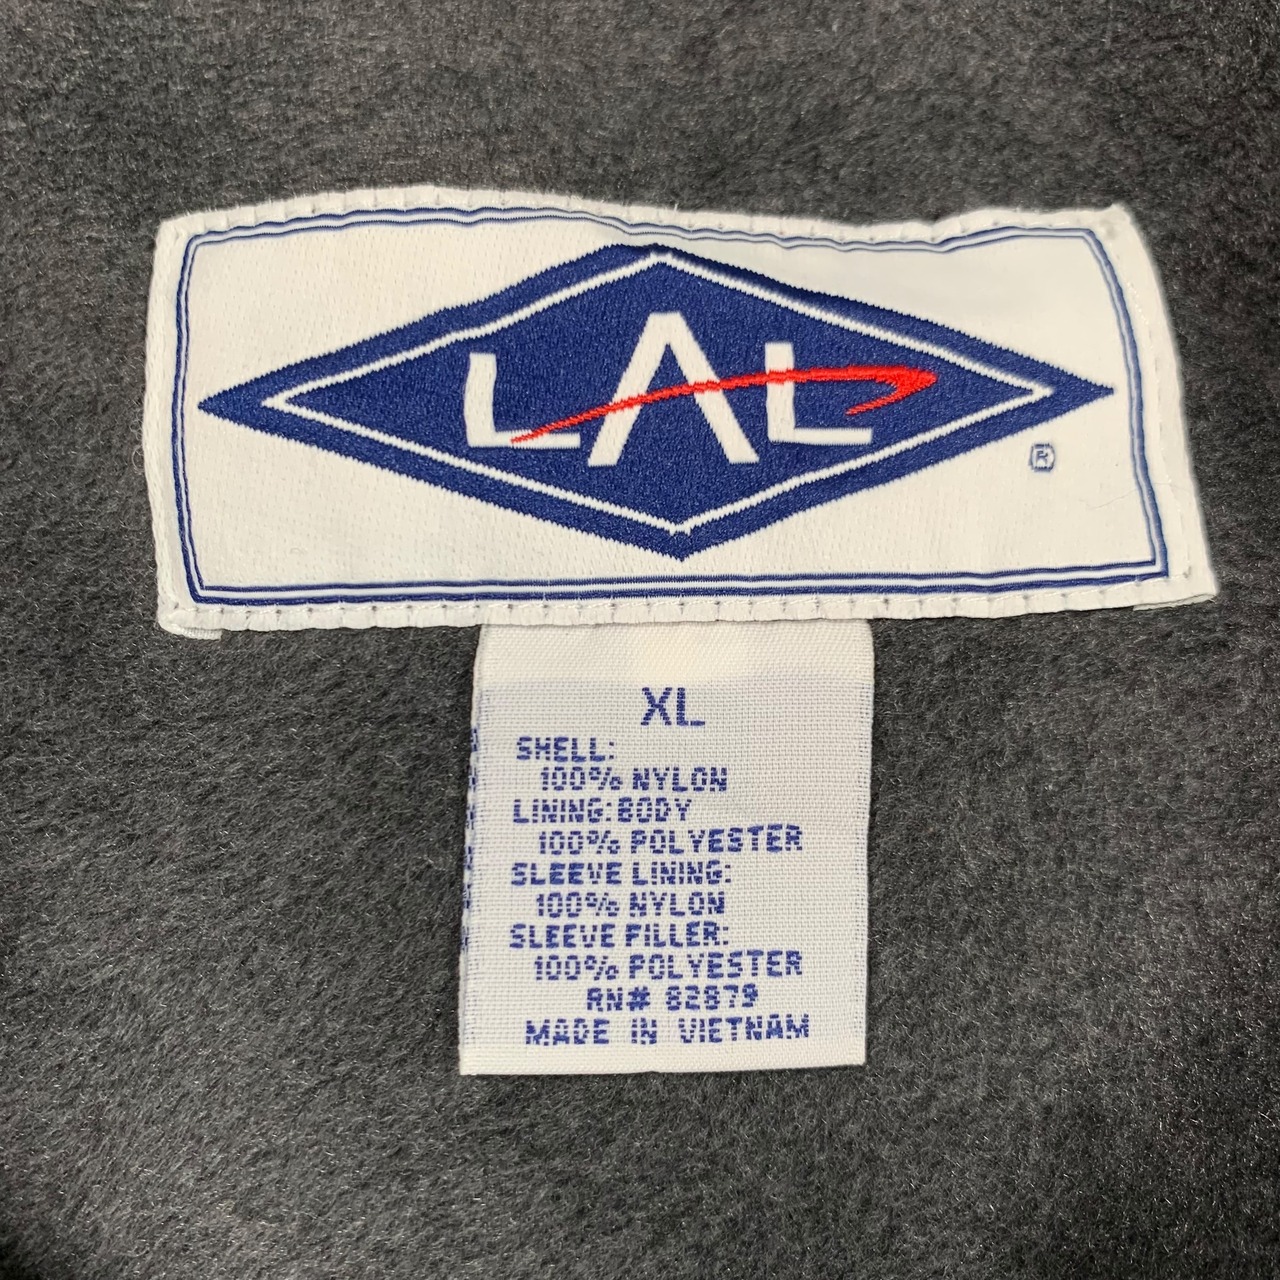 LAL
®
XL
SHELL:
100% NYLON
LINING: BODY
100% POLYESTER
SLEEVE LINING:
100% NYLON
SLEEVE FILLER:
100% POLYESTER
RN# 82879
MADE IN VIETNAM